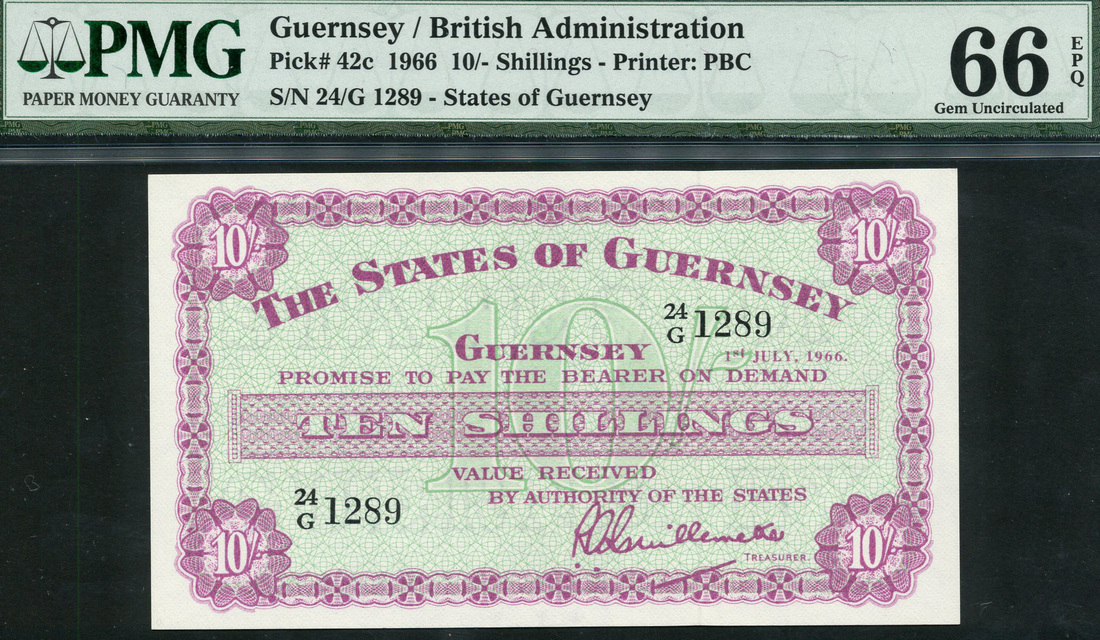 PMG
PAPER MONEY GUARANTY
Guernsey / British Administration
Pick# 42c 1966 10/- Shillings - Printer: PBC
S/N 24/G 1289 - States of Guernsey
66
EPQ
Gem Uncirculated
10/-
10/-
THE STATES OF GUERNSEY
24/G 1289
GUERNSEY
1st JULY, 1966.
PROMISE TO PAY THE BEARER ON DEMAND
10/-
TEN SHILLINGS
VALUE RECEIVED
BY AUTHORITY OF THE STATES
24/G 1289
TREASURER.
10/-
10/-